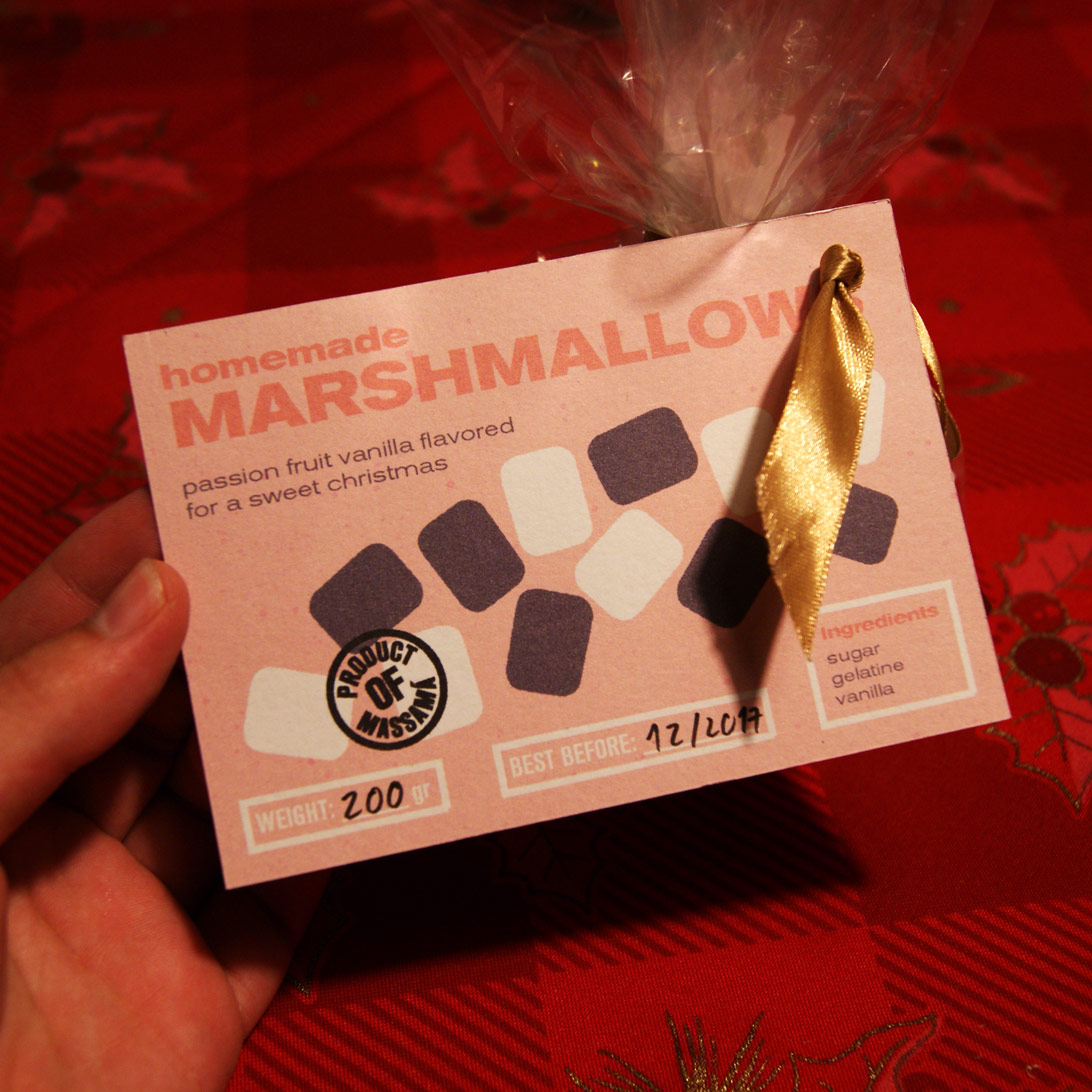 homemade
MARSHMALLOWS
passion fruit vanilla flavored
for a sweet christmas
PRODUCT
OF
MASSAMÁ
Ingredients
sugar
gelatine
vanilla
BEST BEFORE: 12/2017
WEIGHT: 200 gr